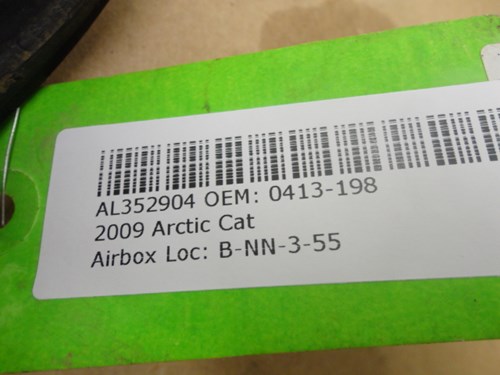 AL352904 OEM: 0413-198
2009 Arctic Cat
Airbox Loc: B-NN-3-55